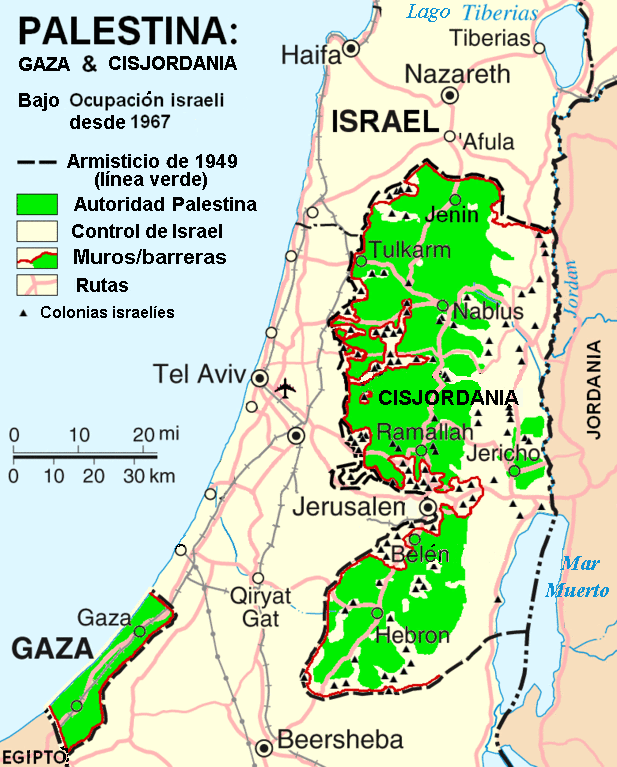 PALESTINA:
GAZA & CISJORDANIA
Bajo Ocupación israeli
desde 1967
Armisticio de 1949
(línea verde)
Autoridad Palestina
Control de Israel
Muros/barreras
Rutas
Colonias israelíes
Lago Tiberias
Tiberias
Haifa
Nazareth
ISRAEL
'Afula
Jenin
Tulkarm
Jordan
Nablus
Tel Aviv
CISJORDANIA
JORDANIA
0 10 20 mi
0 10 20 30 km
Ramallah
Jericho
Jerusalen
Belén
Mar
Muerto
Qiryat
Gat
Gaza
Hebron
GAZA
Beersheba
EGIPTO